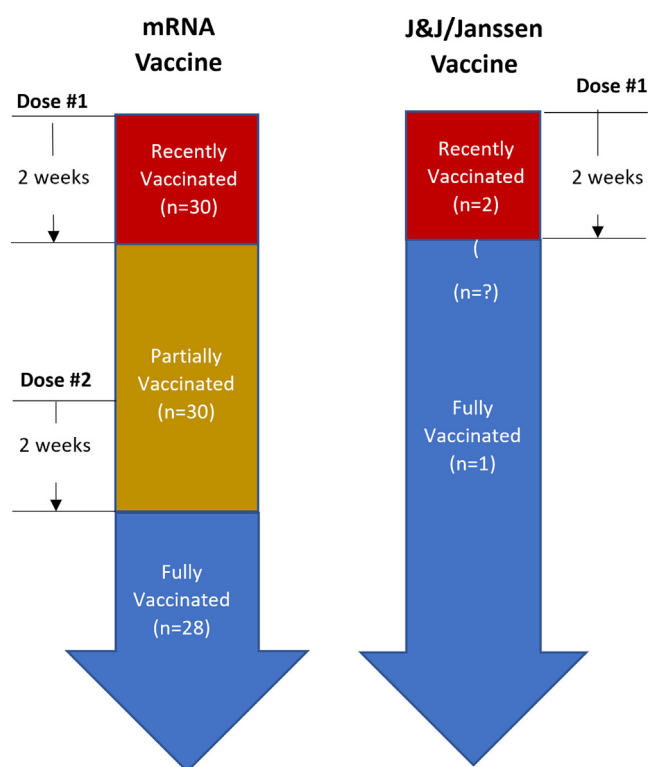 mRNA
Vaccine
Dose #1
2 weeks
Recently
Vaccinated
(n=30)
Partially
Vaccinated
(n=30)
Dose #2
2 weeks
Fully
Vaccinated
(n=28)
J&J/Janssen
Vaccine
Dose #1
2 weeks
Recently
Vaccinated
(n=2)
(
(n=?)
Fully
Vaccinated
(n=1)